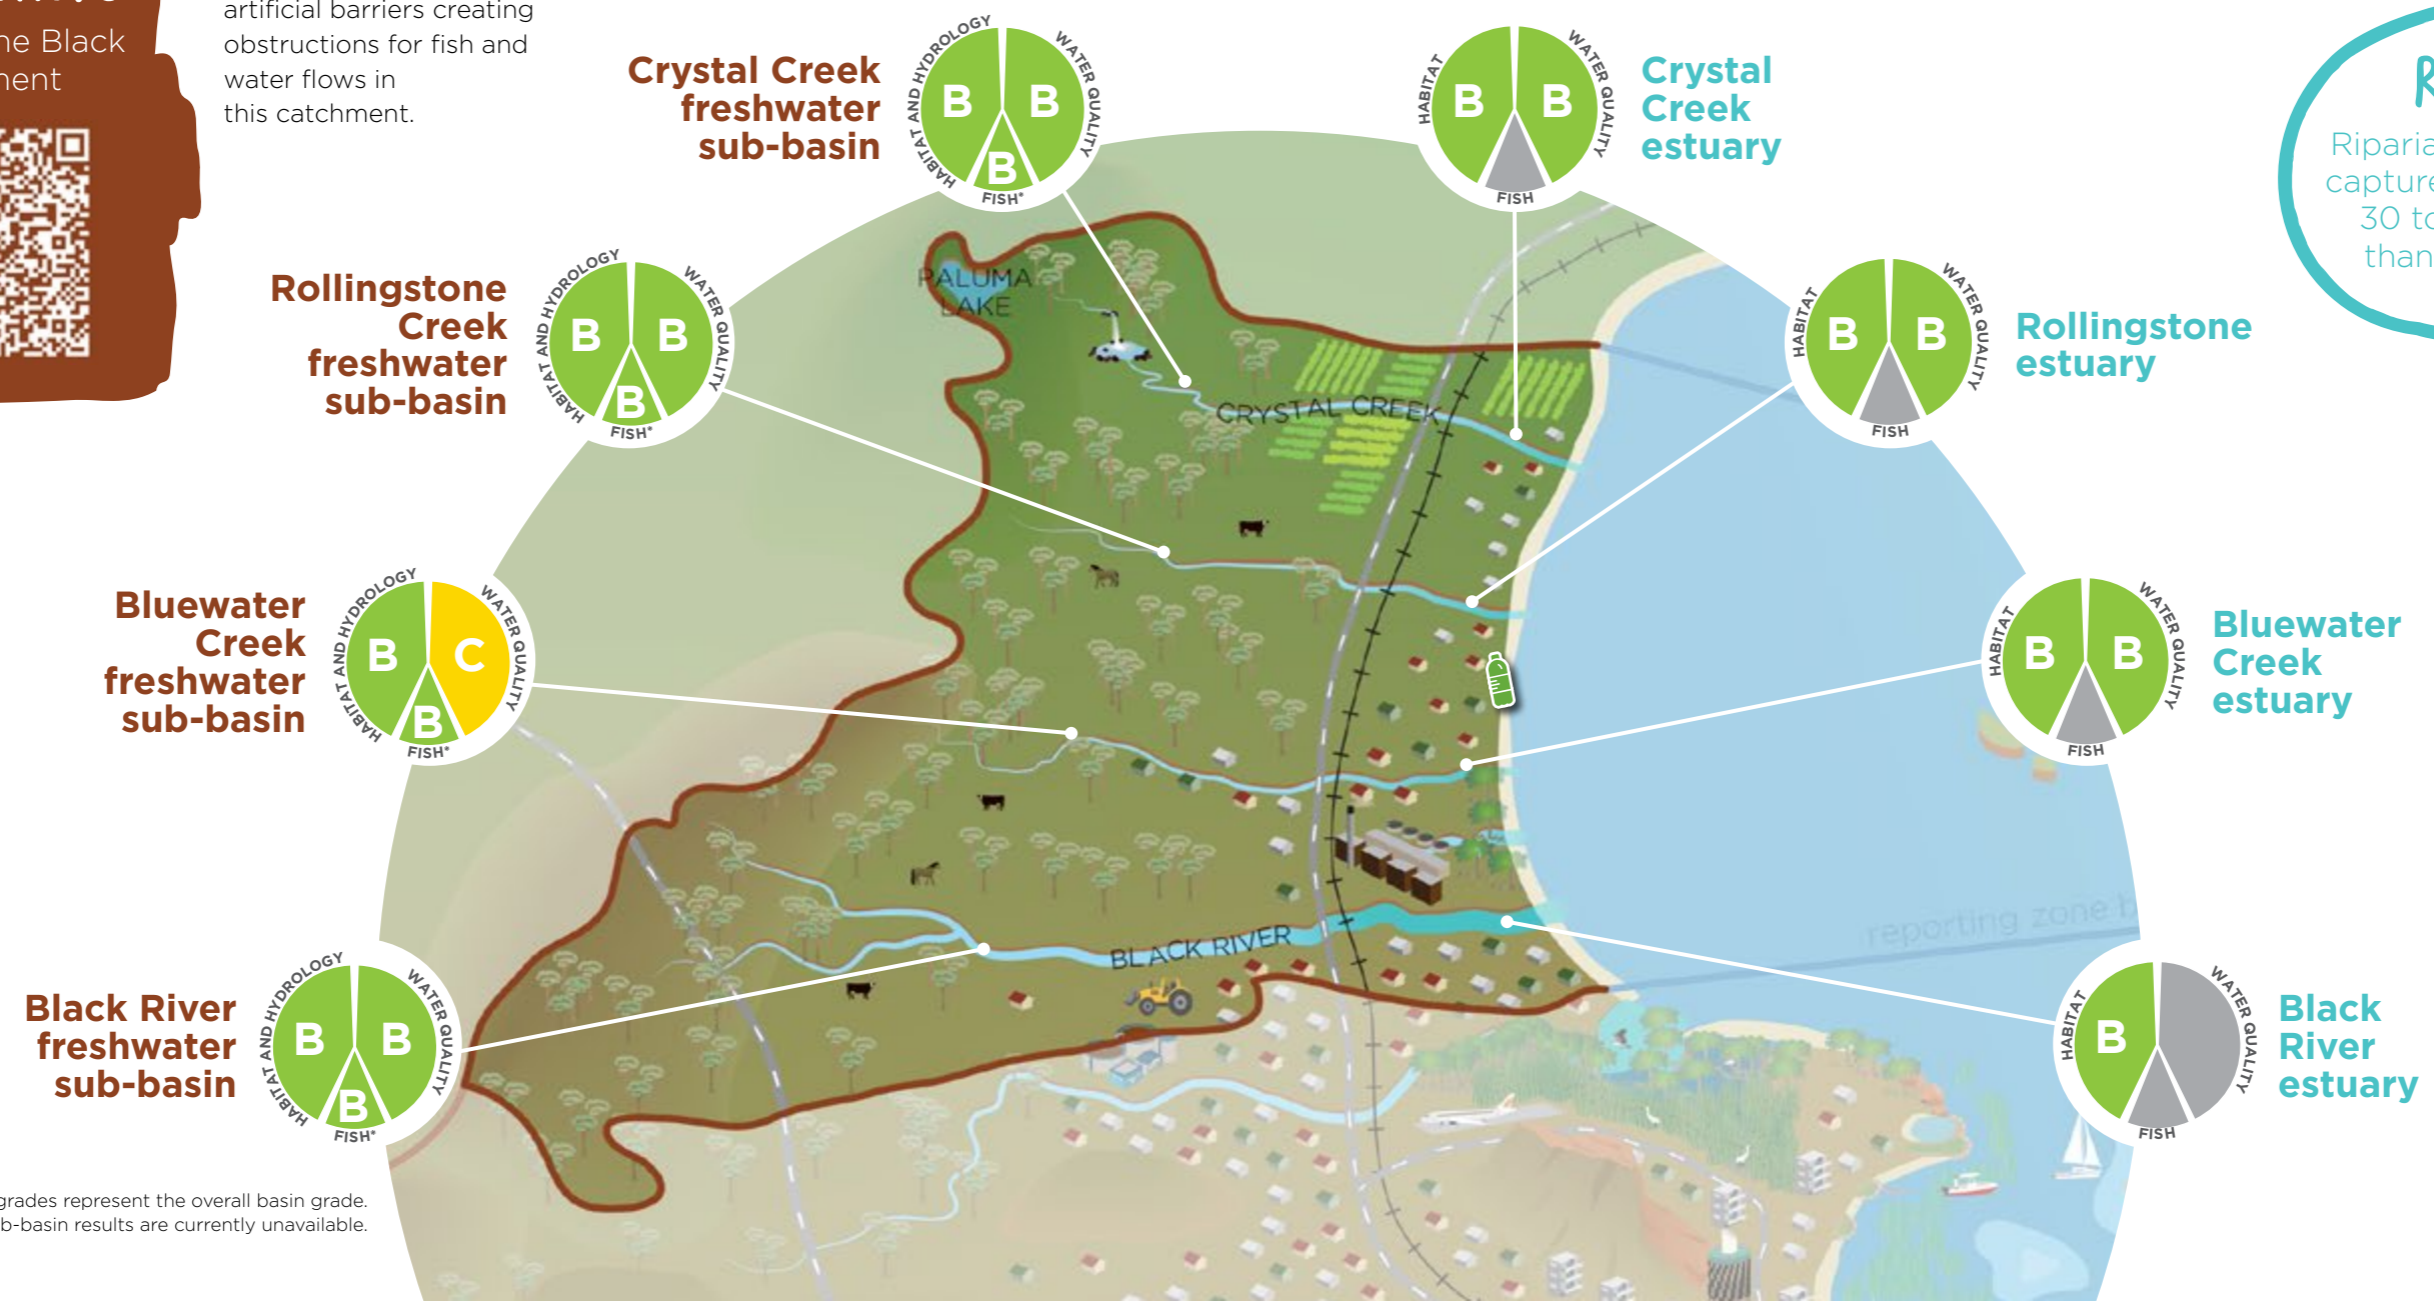 he Black
ment
artificial barriers creating
obstructions for fish and
water flows in
this catchment.
Crystal Creek
freshwater
sub-basin
HABITAT AND HYDROLOGY
WATER QUALITY
B
B
B
FISH*
Crystal
Creek
estuary
HABITAT
WATER QUALITY
B
B
FISH
Riparia
capture
30 to
than
Rollingstone
Creek
freshwater
sub-basin
HABITAT AND HYDROLOGY
WATER QUALITY
B
B
B
FISH*
Rollingstone
estuary
HABITAT
WATER QUALITY
B
B
FISH
PALUMA
LAKE
CRYSTAL CREEK
Bluewater
Creek
freshwater
sub-basin
HABITAT AND HYDROLOGY
WATER QUALITY
B
C
B
FISH*
Bluewater
Creek
estuary
HABITAT
WATER QUALITY
B
B
FISH
BLACK RIVER
reporting zone b
Black River
freshwater
sub-basin
HABITAT AND HYDROLOGY
WATER QUALITY
B
B
B
FISH*
Black
River
estuary
HABITAT
WATER QUALITY
B
FISH
grades represent the overall basin grade.
b-basin results are currently unavailable.